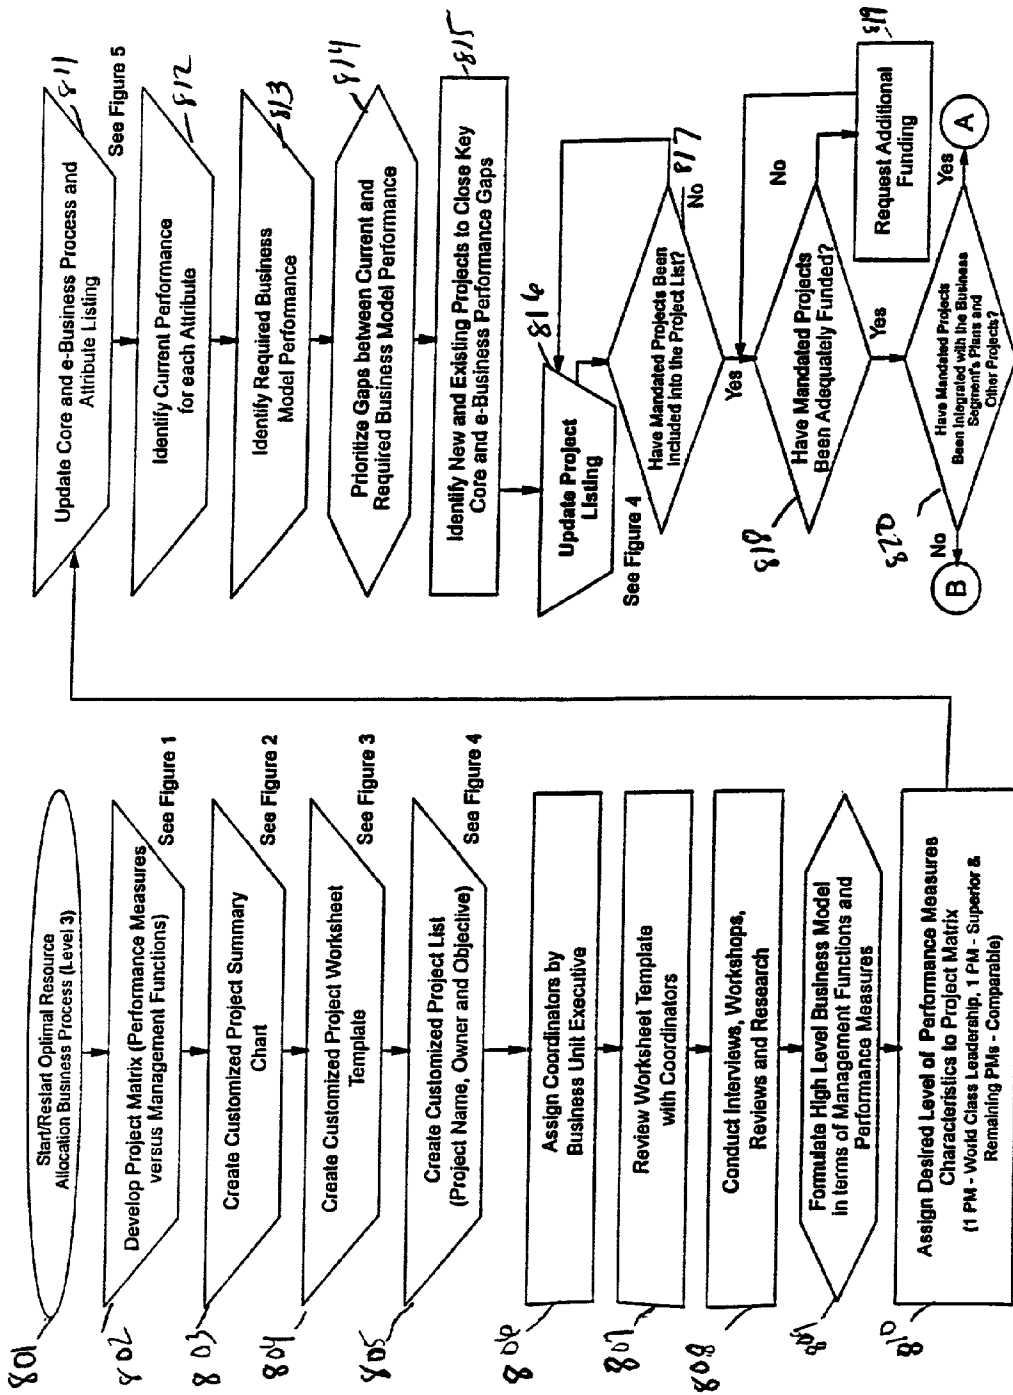 801
Start/Restart Optimal Resource
Allocation Business Process (Level 3)
802
Develop Project Matrix (Performance Measures
versus Management Functions)
See Figure 1
803
Create Customized Project Summary
Chart
See Figure 2
804
Create Customized Project Worksheet
Template
See Figure 3
805
Create Customized Project List
(Project Name, Owner and Objective)
See Figure 4
806
Assign Coordinators by
Business Unit Executive
807
Review Worksheet Template
with Coordinators
808
Conduct Interviews, Workshops,
Reviews and Research
809
Formulate High Level Business Model
in terms of Management Functions and
Performance Measures
810
Assign Desired Level of Performance Measures
Characteristics to Project Matrix
(1 PM - World Class Leadership, 1 PM - Superior &
Remaining PMs - Comparable)
811
Update Core and e-Business Process and
Attribute Listing
See Figure 5
812
Identify Current Performance
for each Attribute
813
Identify Required Business
Model Performance
814
Prioritize Gaps between Current and
Required Business Model Performance
815
Identify New and Existing Projects to Close Key
Core and e-Business Performance Gaps
816
Update Project
Listing
See Figure 4
817
Have Mandated Projects Been
Included into the Project List?
No
Yes
818
Have Mandated Projects
Been Adequately Funded?
No
Yes
819
Request Additional
Funding
820
Have Mandated Projects
Been Integrated with the Business
Segment's Plans and
Other Projects?
No
B
Yes
A